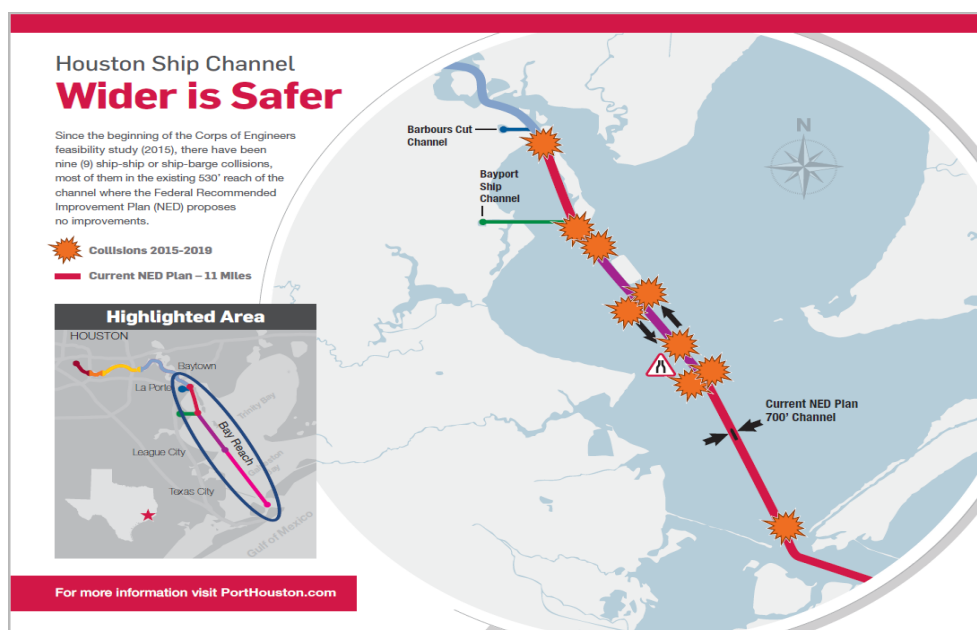 Houston Ship Channel
Wider is Safer
Since the beginning of the Corps of Engineers
feasibility study (2015), there have been
nine (9) ship-ship or ship-barge collisions,
most of them in the existing 530' reach of the
channel where the Federal Recommended
Improvement Plan (NED) proposes
no improvements.
Collisions 2015-2019
Current NED Plan – 11 Miles
Highlighted Area
HOUSTON
Baytown
La Porte
Trinity Bay
Bay Reach
League City
Texas City
Gulf of Mexico
For more information visit PortHouston.com
Barbours Cut
Channel
Bayport
Ship
Channel
N
Current NED Plan
700' Channel